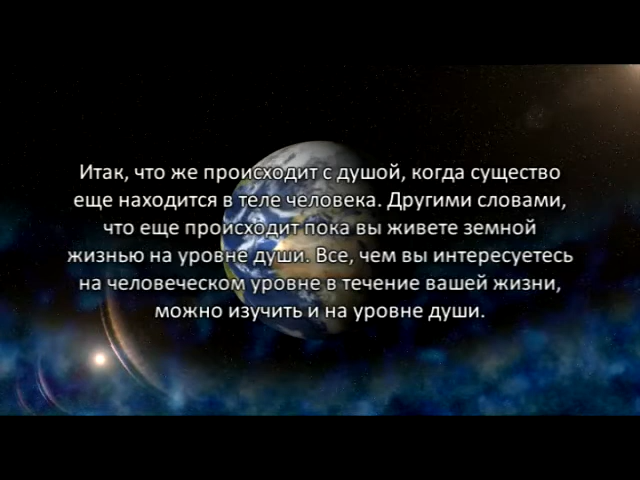 Итак, что же происходит с душой, когда существо
еще находится в теле человека. Другими словами,
что еще происходит пока вы живете земной
жизнью на уровне души. Все, чем вы интересуетесь
на человеческом уровне в течение вашей жизни,
можно изучить и на уровне души.